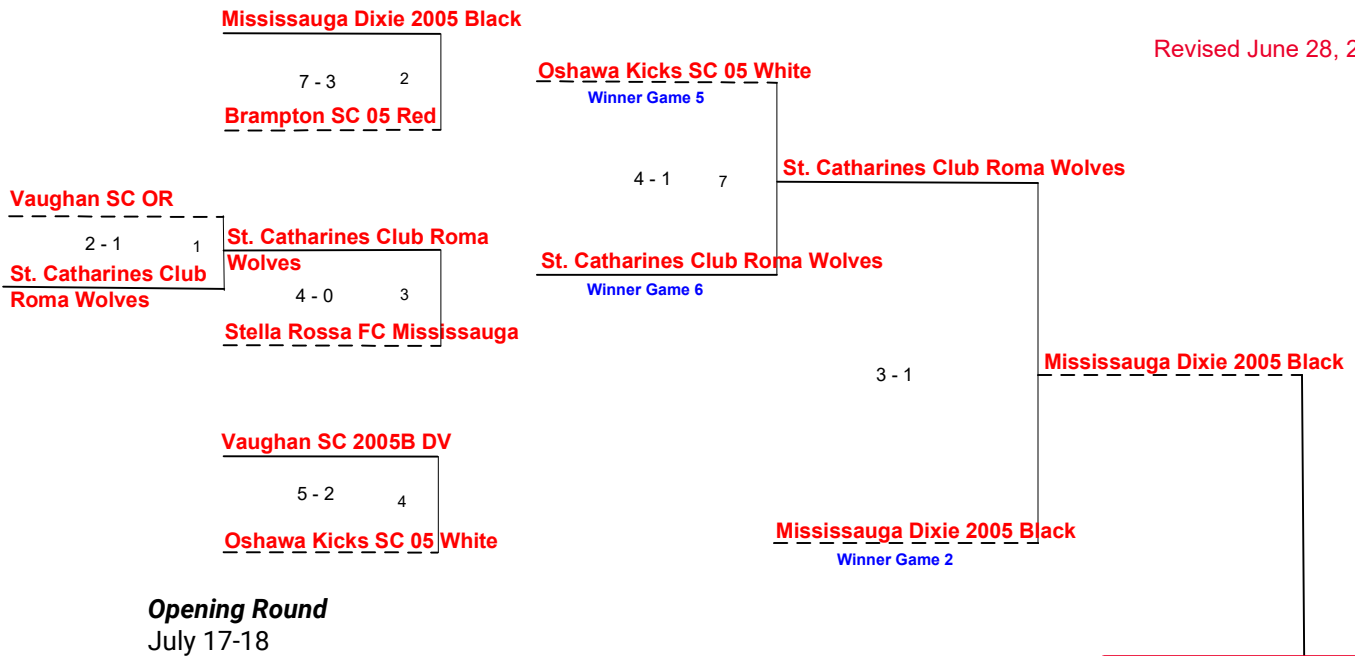 Mississauga Dixie 2005 Black
7 - 3 2
Brampton SC 05 Red
Vaughan SC OR
2 - 1 1
St. Catharines Club
Roma Wolves
St. Catharines Club Roma
Wolves
4 - 0 3
Stella Rossa FC Mississauga
Vaughan SC 2005B DV
5 - 2 4
Oshawa Kicks SC 05 White
Opening Round
July 17-18
Oshawa Kicks SC 05 White
Winner Game 5
4 - 1 7
St. Catharines Club Roma Wolves
Winner Game 6
St. Catharines Club Roma Wolves
3 - 1
Mississauga Dixie 2005 Black
Winner Game 2
Revised June 28, 2
Mississauga Dixie 2005 Black